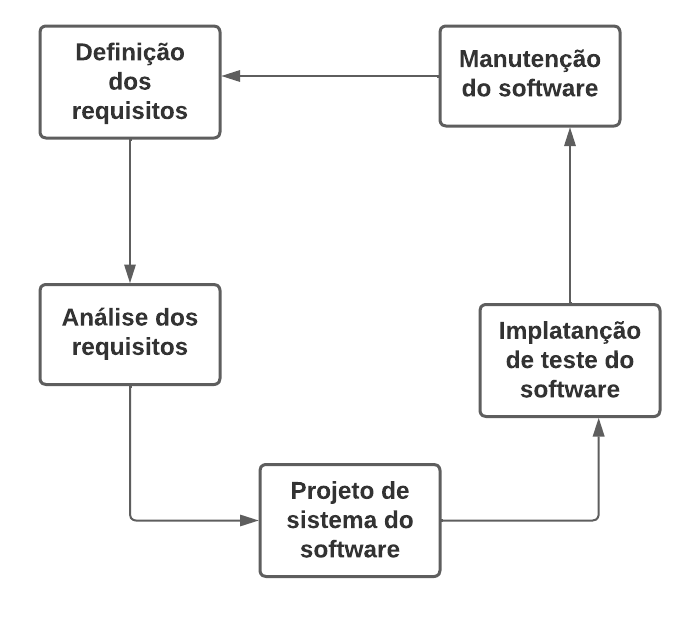 Definição
dos
requisitos
Manutenção
do software
Análise dos
requisitos
Implatanção
de teste do
software
Projeto de
sistema do
software